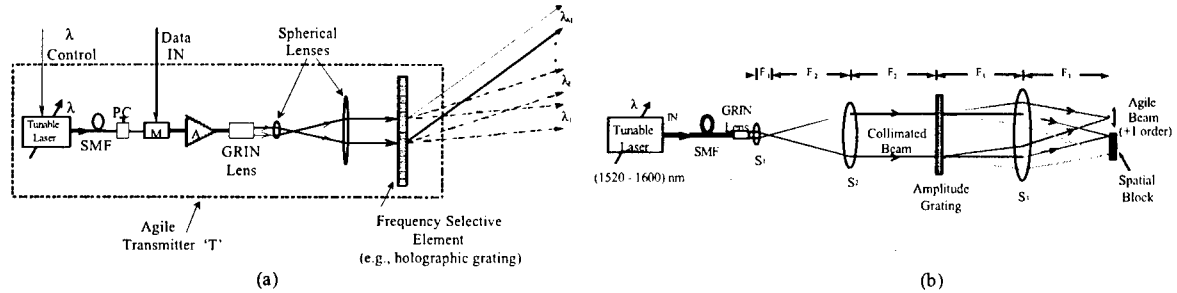 λ
Control
Data
IN
Spherical
Lenses
λ
Tunable
Laser
SMF
PC
M
A
GRIN
Lens
λ₁
Agile
Transmitter 'T'
Frequency Selective
Element
(e.g., holographic grating)
(a)
F₁
F₂
F₂
F₃
F₃
λ
IN
Tunable
Laser
SMF
GRIN
Lens
(1520 - 1600) nm
S₁
S₂
Collimated
Beam
Amplitude
Grating
S₃
Agile
Beam
(+1 order)
Spatial
Block
(b)